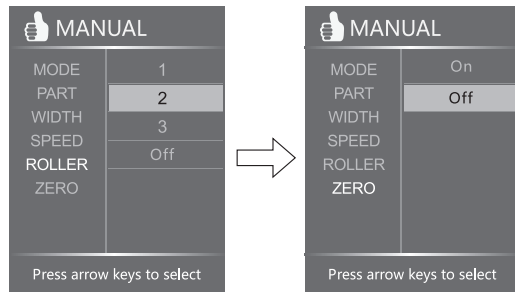 MANUAL
MODE
PART
WIDTH
SPEED
ROLLER
ZERO
1
2
3
Off
Press arrow keys to select
MANUAL
MODE
PART
WIDTH
SPEED
ROLLER
ZERO
On
Off
Press arrow keys to select